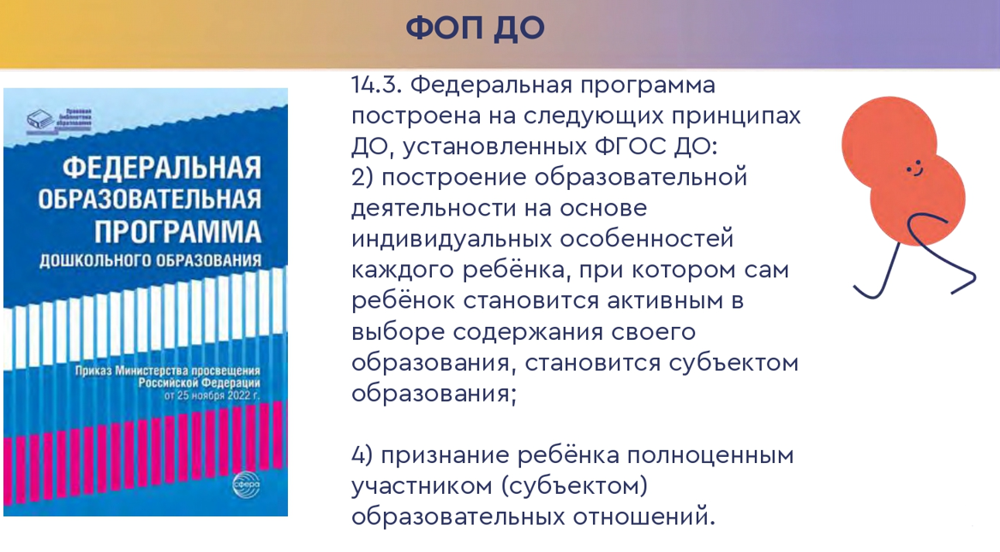 ФОП ДО
Правовая
библиотека
образования
ФЕДЕРАЛЬНАЯ
ОБРАЗОВАТЕЛЬНАЯ
ПРОГРАММА
ДОШКОЛЬНОГО ОБРАЗОВАНИЯ
Приказ Министерства просвещения
Российской Федерации
от 25 ноября 2022 г.
сфера
14.3. Федеральная программа
построена на следующих принципах
ДО, установленных ФГОС ДО:
2) построение образовательной
деятельности на основе
индивидуальных особенностей
каждого ребёнка, при котором сам
ребёнок становится активным в
выборе содержания своего
образования, становится субъектом
образования;
4) признание ребёнка полноценным
участником (субъектом)
образовательных отношений.